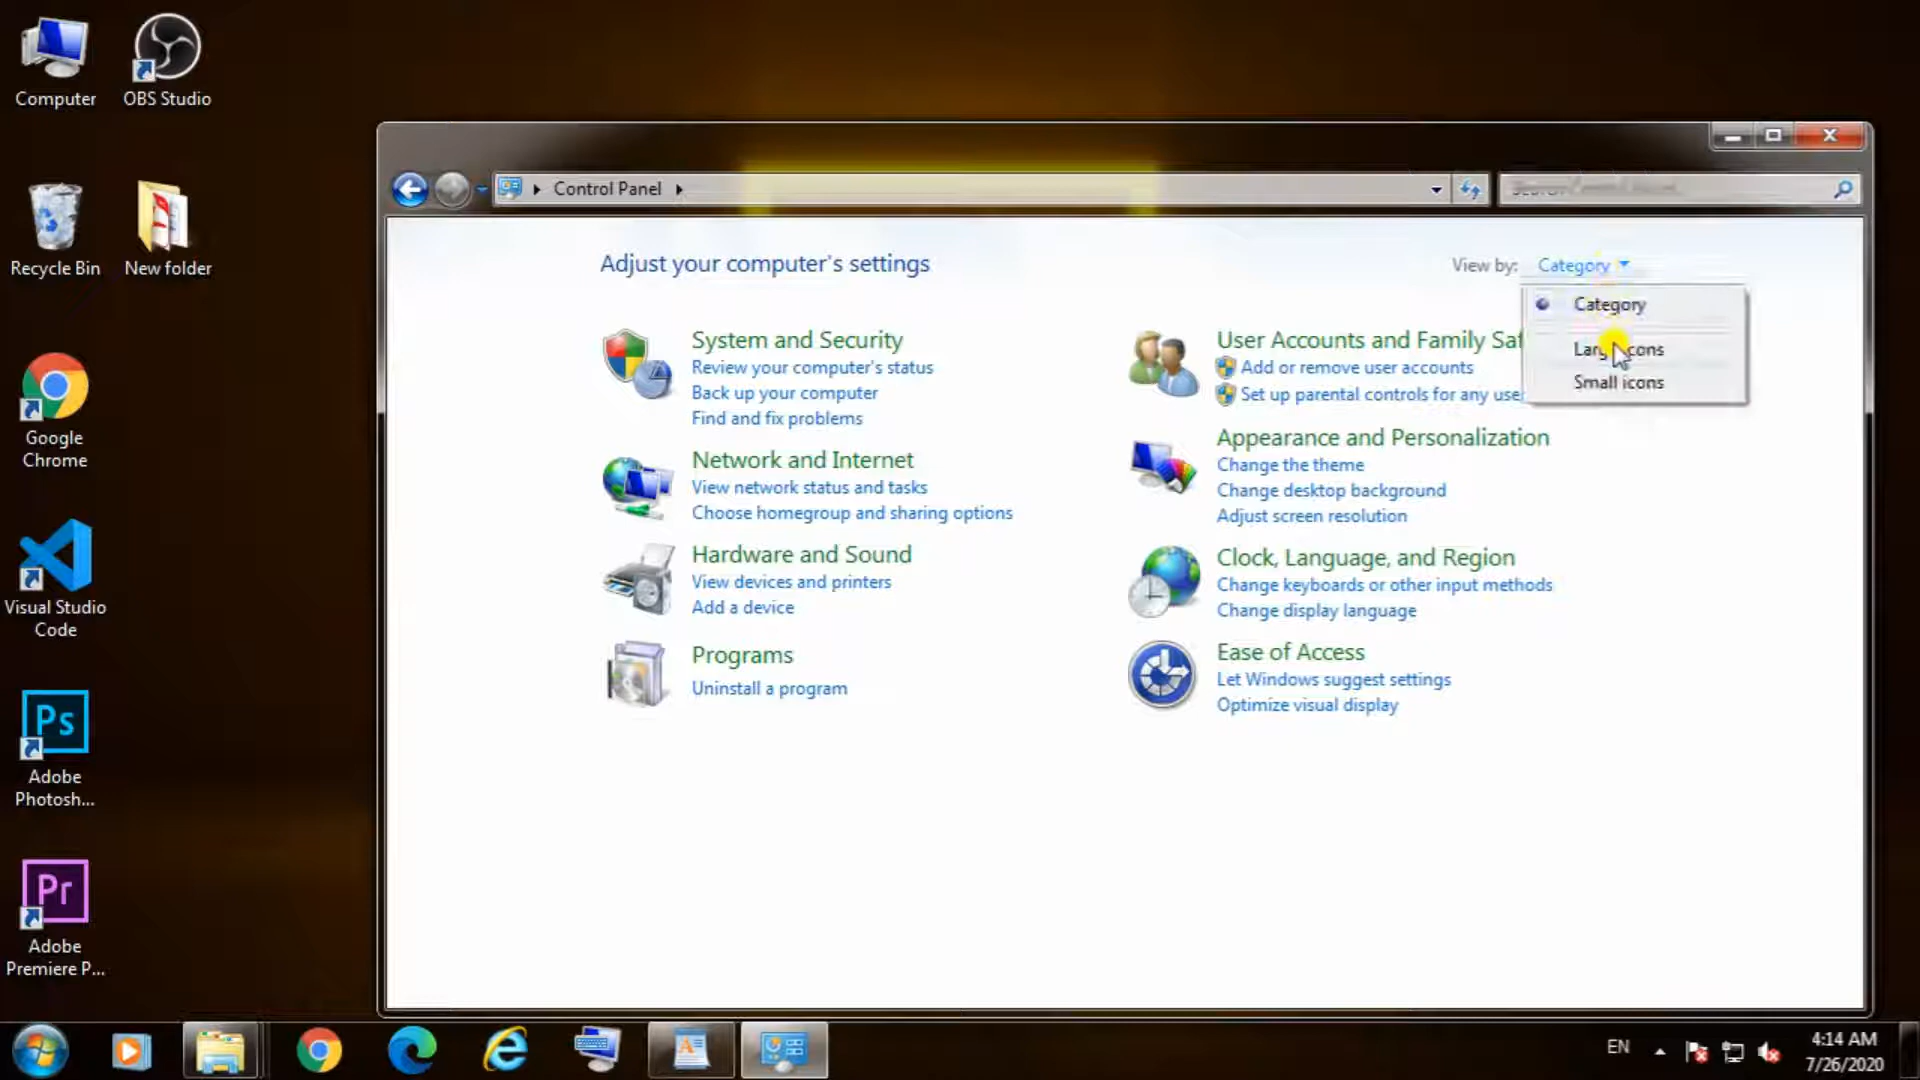 Computer
OBS Studio
Recycle Bin
New folder
Google
Chrome
Visual Studio
Code
Adobe
Photosh...
Adobe
Premiere P...
Control Panel
Adjust your computer's settings
View by:
Category
Category
Small icons
System and Security
Review your computer's status
Back up your computer
Find and fix problems
Network and Internet
View network status and tasks
Choose homegroup and sharing options
Hardware and Sound
View devices and printers
Add a device
Programs
Uninstall a program
User Accounts and Family Saf
Add or remove user accounts
Set up parental controls for any user
Appearance and Personalization
Change the theme
Change desktop background
Adjust screen resolution
Clock, Language, and Region
Change keyboards or other input methods
Change display language
Ease of Access
Let Windows suggest settings
Optimize visual display
Ps
Pr
EN
4:14 AM
7/26/2020